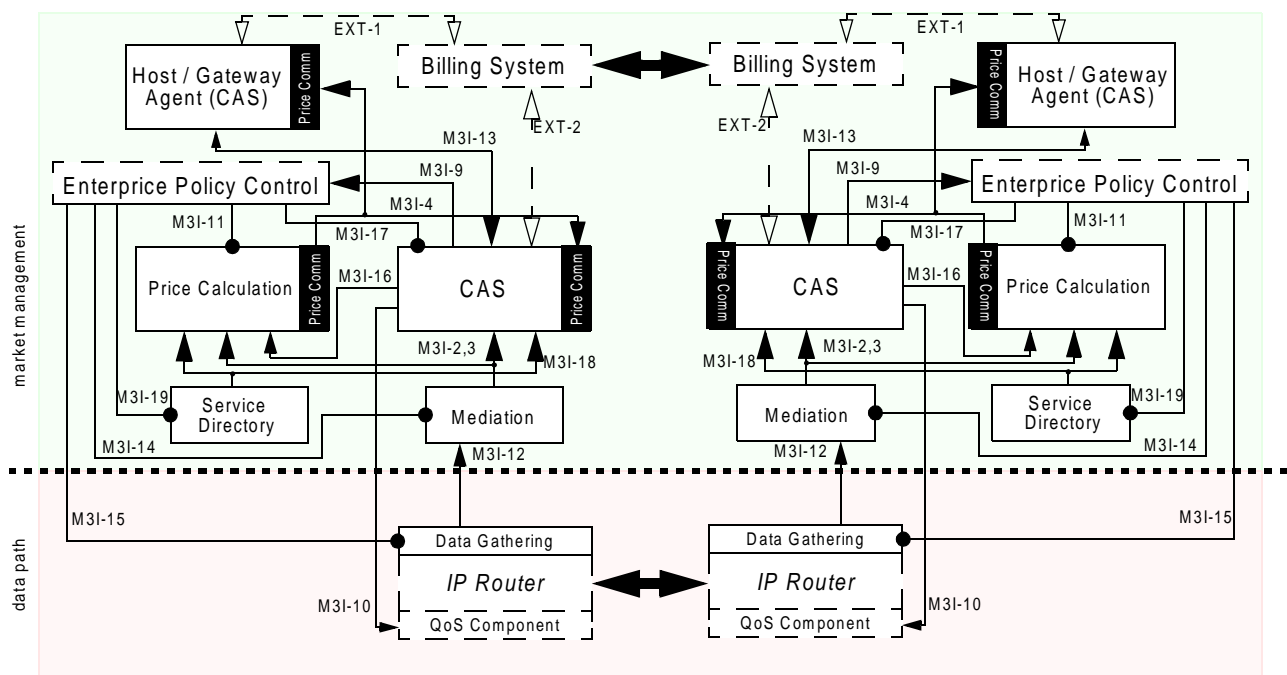 EXT-1
EXT-1
Host / Gateway
Agent (CAS)
Price Comm
Billing System
Billing System
Price Comm
Host / Gateway
Agent (CAS)
EXT-2
EXT-2
M3I-13
M3I-13
M3I-9
M3I-9
Enterprice Policy Control
Enterprice Policy Control
M3I-4
M3I-4
M3I-11
M3I-17
M3I-17
M3I-11
Price Calculation
Price Comm
M3I-16
CAS
Price Comm
Price Comm
CAS
M3I-16
Price Comm
Price Calculation
M3I-2,3
M3I-18
M3I-18
M3I-2,3
M3I-19
Service
Directory
Mediation
Mediation
Service
Directory
M3I-19
M3I-14
M3I-12
M3I-12
M3I-14
market management
M3I-15
M3I-15
Data Gathering
Data Gathering
IP Router
IP Router
M3I-10
QoS Component
QoS Component
M3I-10
data path